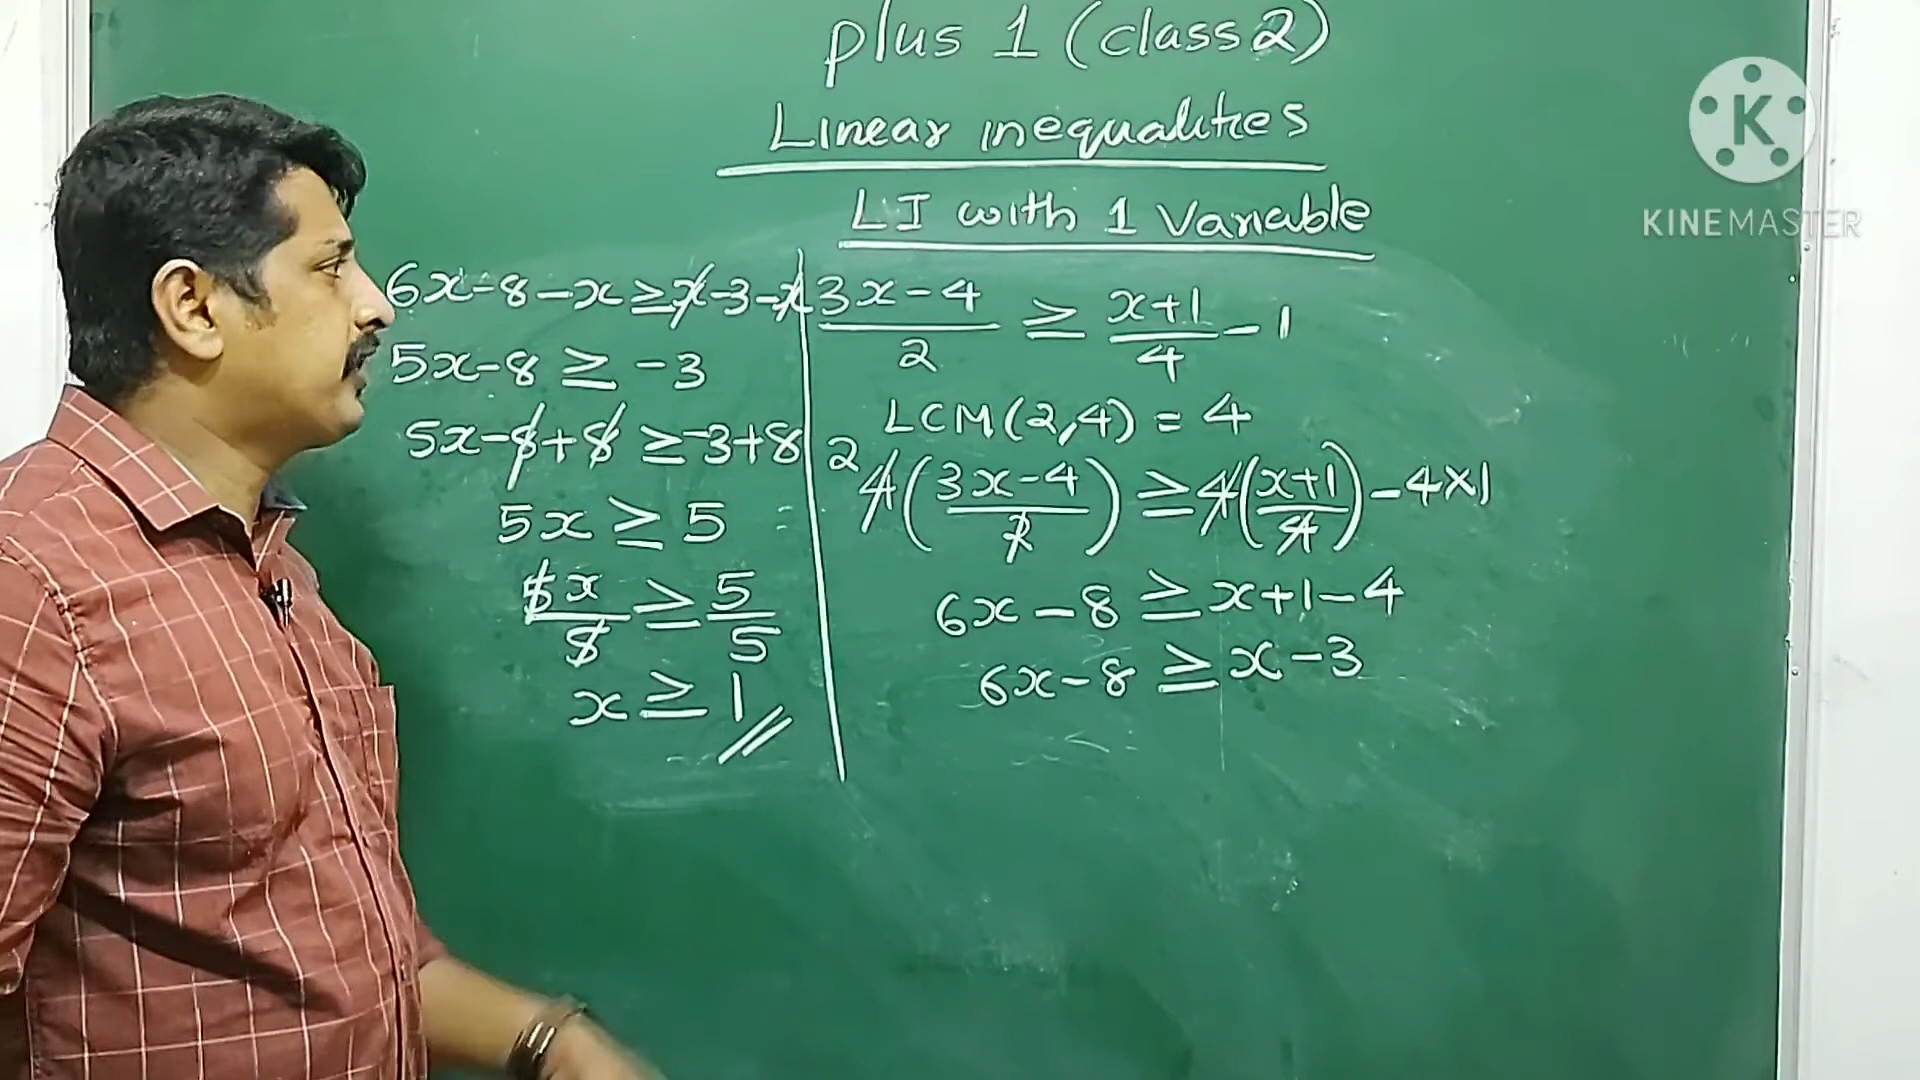 plus 1 (class 2)
Linear inequalities
LI with 1 Variable
3x-4/2 ≥ x+1/4 - 1
LCM(2,4) = 4
2
4(3x-4/2) ≥ 4(x+1/4) - 4×1
6x - 8 ≥ x+1-4
6x-8 ≥ x-3
6x-8-x ≥ x-3-x
5x-8 ≥ -3
5x-8+8 ≥ -3+8
5x ≥ 5
5x/5 ≥ 5/5
x ≥ 1
K
KINEMASTER